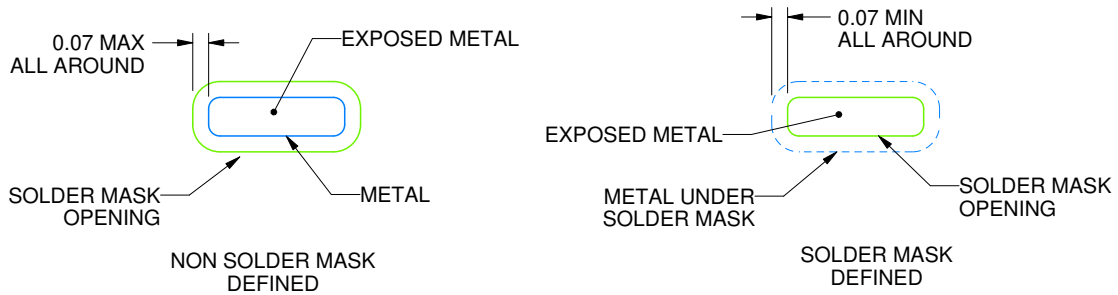 0.07 MAX
ALL AROUND
EXPOSED METAL
SOLDER MASK
OPENING
METAL
NON SOLDER MASK
DEFINED
0.07 MIN
ALL AROUND
EXPOSED METAL
METAL UNDER
SOLDER MASK
SOLDER MASK
OPENING
SOLDER MASK
DEFINED